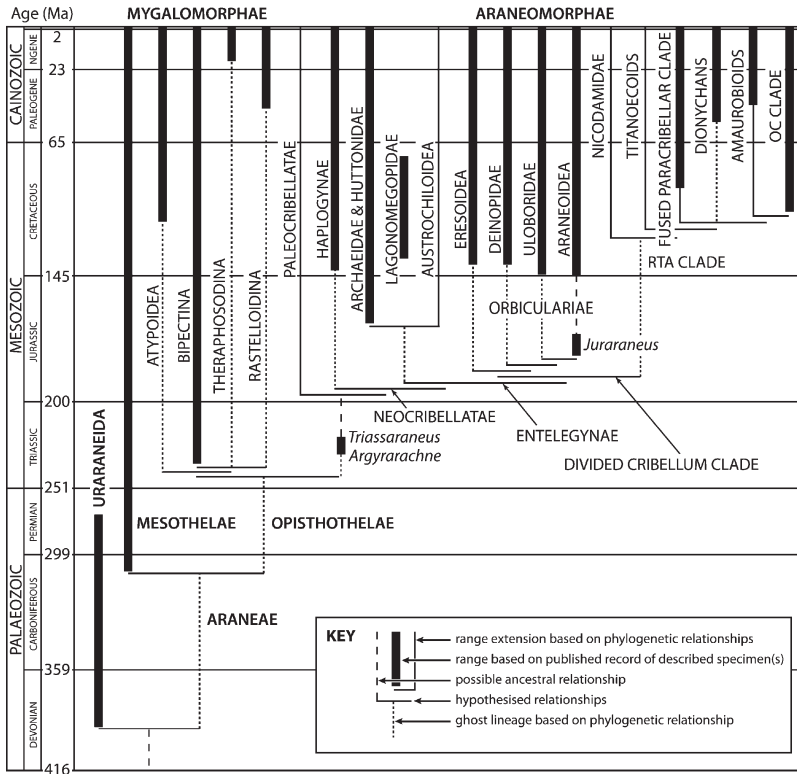 Age (Ma)
MYGALOMORPHAE
ARANEOMORPHAE
CAINOZOIC
MESOZOIC
PALAEOZOIC
NGENE
PALEOGENE
CRETACEOUS
JURASSIC
TRIASSIC
PERMIAN
CARBONIFEROUS
DEVONIAN
2
23
65
145
200
251
299
359
416
URARANEIDA
MESOTHELAE
OPISTHOTHELAE
ARANEAE
ATYPOIDEA
BIPECTINA
THERAPHOSODINA
RASTELLOIDINA
PALEOCRIBELLATAE
HAPLOGYNAE
ARCHAEIDAE & HUTTONIDAE
LAGONOMEGOPIDAE
AUSTROCHILOIDEA
ERESOIDEA
DEINOPIDAE
ULOBORIDAE
ARANEOIDEA
NICODAMIDAE
TITANOECOIDS
FUSED PARACRIBELLAR CLADE
DIONYCHANS
AMAUROBIOIDS
OC CLADE
RTA CLADE
ORBICULARIAE
Juraraneus
NEOCRIBELLATAE
ENTELEGYNAE
DIVIDED CRIBELLUM CLADE
Triassaraneus
Argyrarachne
KEY
range extension based on phylogenetic relationships
range based on published record of described specimen(s)
possible ancestral relationship
hypothesised relationships
ghost lineage based on phylogenetic relationship